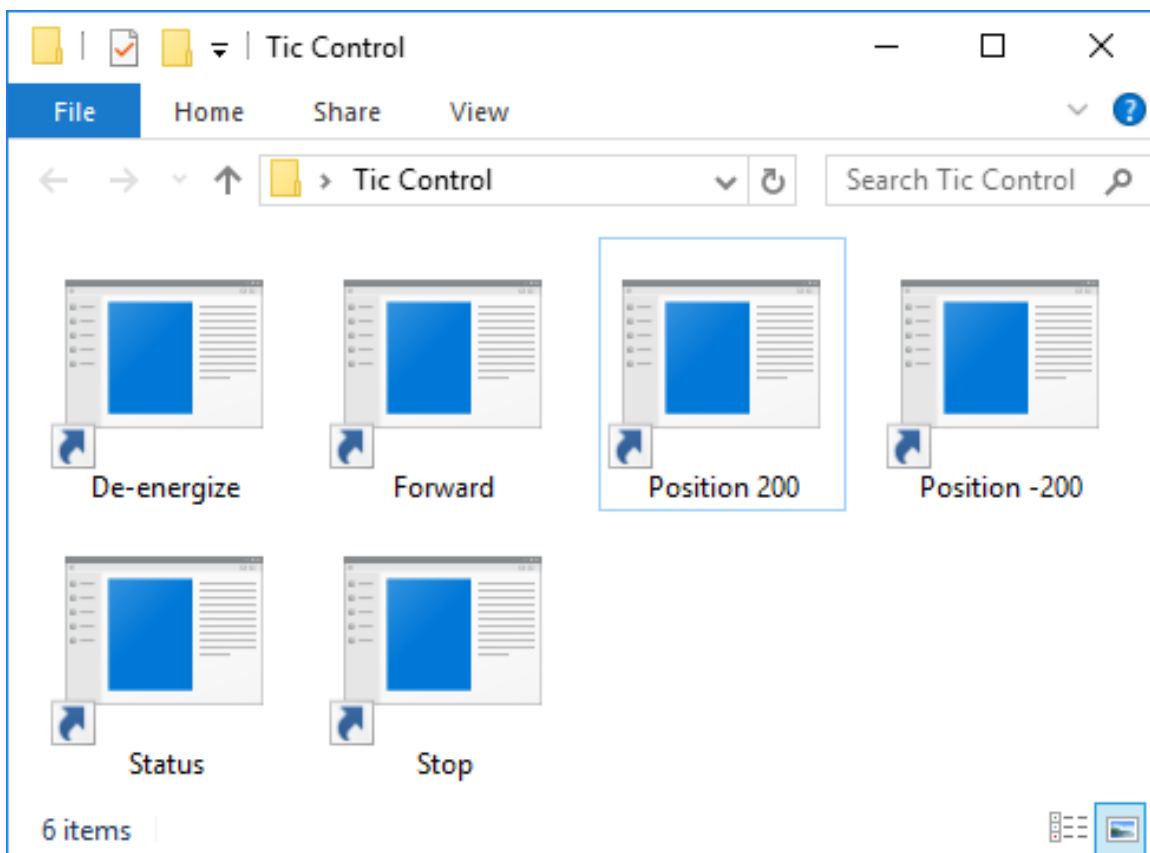 Tic Control
File Home Share View
?
Tic Control Search Tic Control
De-energize Forward Position 200 Position -200
Status Stop
6 items